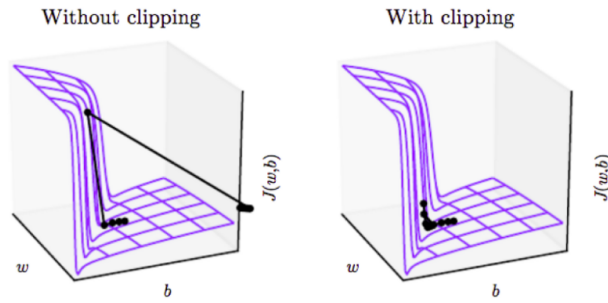 Without clipping
With clipping
J(w,b)
w
b
J(w,b)
w
b